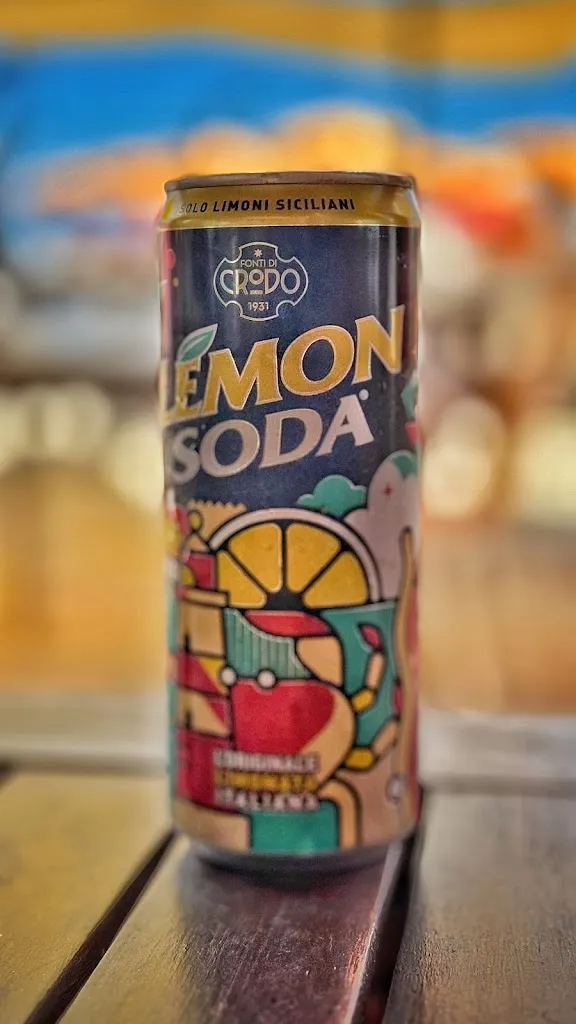 SOLO LIMONI SICILIANI
FONTI DI
CRODO
1931
LEMON
SODA
L'ORIGINALE
LIMONATA
ITALIANA